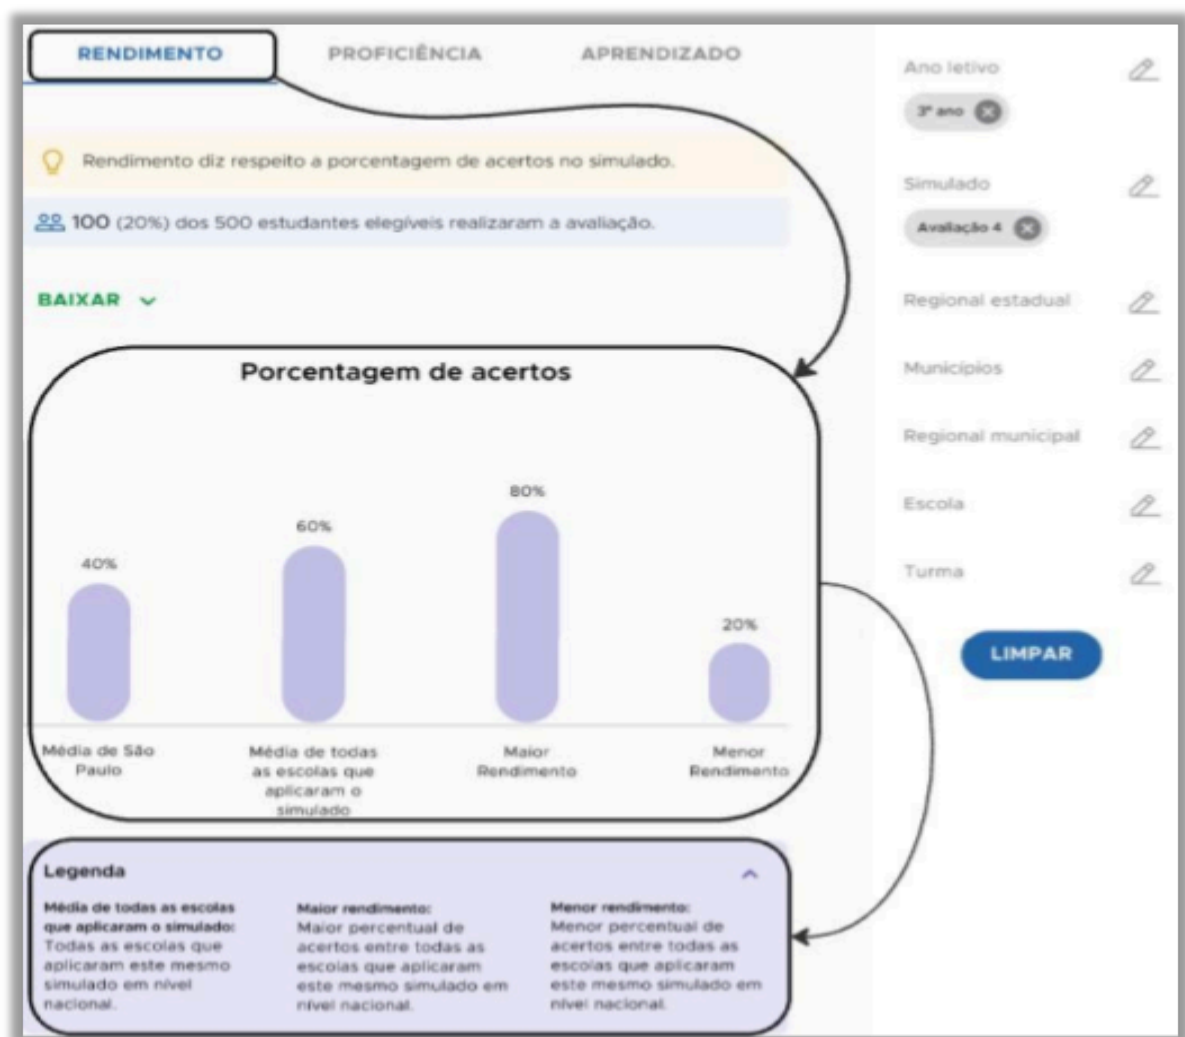 RENDIMENTO
PROFICIÊNCIA
APRENDIZADO
Rendimento diz respeito a porcentagem de acertos no simulado.
100 (20%) dos 500 estudantes elegíveis realizaram a avaliação.
BAIXAR
Porcentagem de acertos
40%
60%
80%
20%
Média de São
Paulo
Média de todas
as escolas que
aplicaram o
simulado
Maior
Rendimento
Menor
Rendimento
Legenda
Média de todas as escolas
que aplicaram o simulado:
Todas as escolas que
aplicaram este mesmo
simulado em nível
nacional.
Maior rendimento:
Maior percentual de
acertos entre todas as
escolas que aplicaram
este mesmo simulado em
nível nacional.
Menor rendimento:
Menor percentual de
acertos entre todas as
escolas que aplicaram
este mesmo simulado em
nível nacional.
Ano letivo
3º ano
Simulado
Avaliação 4
Regional estadual
Municípios
Regional municipal
Escola
Turma
LIMPAR